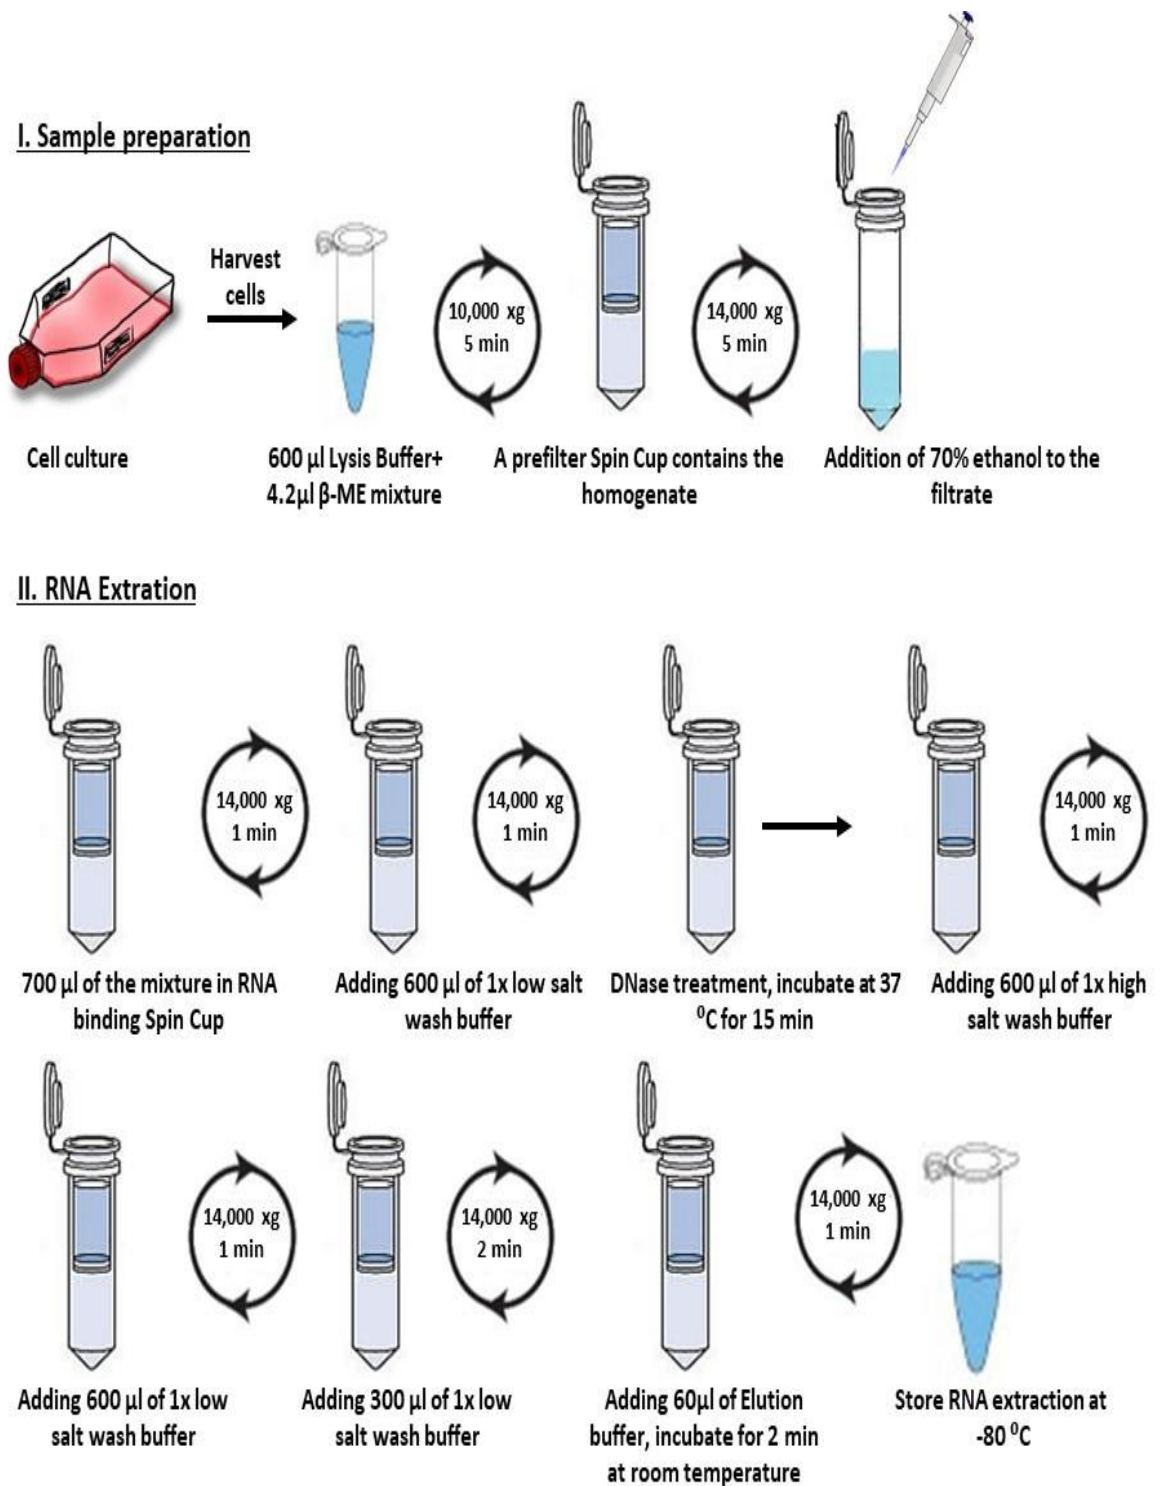 I. Sample preparation
Harvest
cells
10,000 xg
5 min
14,000 xg
5 min
Cell culture
600 µl Lysis Buffer+
4.2µl β-ME mixture
A prefilter Spin Cup contains the
homogenate
Addition of 70% ethanol to the
filtrate
II. RNA Extration
14,000 xg
1 min
14,000 xg
1 min
14,000 xg
1 min
700 µl of the mixture in RNA
binding Spin Cup
Adding 600 µl of 1x low salt
wash buffer
DNase treatment, incubate at 37
⁰C for 15 min
Adding 600 µl of 1x high
salt wash buffer
14,000 xg
1 min
14,000 xg
2 min
14,000 xg
1 min
Adding 600 µl of 1x low
salt wash buffer
Adding 300 µl of 1x low
salt wash buffer
Adding 60µl of Elution
buffer, incubate for 2 min
at room temperature
Store RNA extraction at
-80 ⁰C